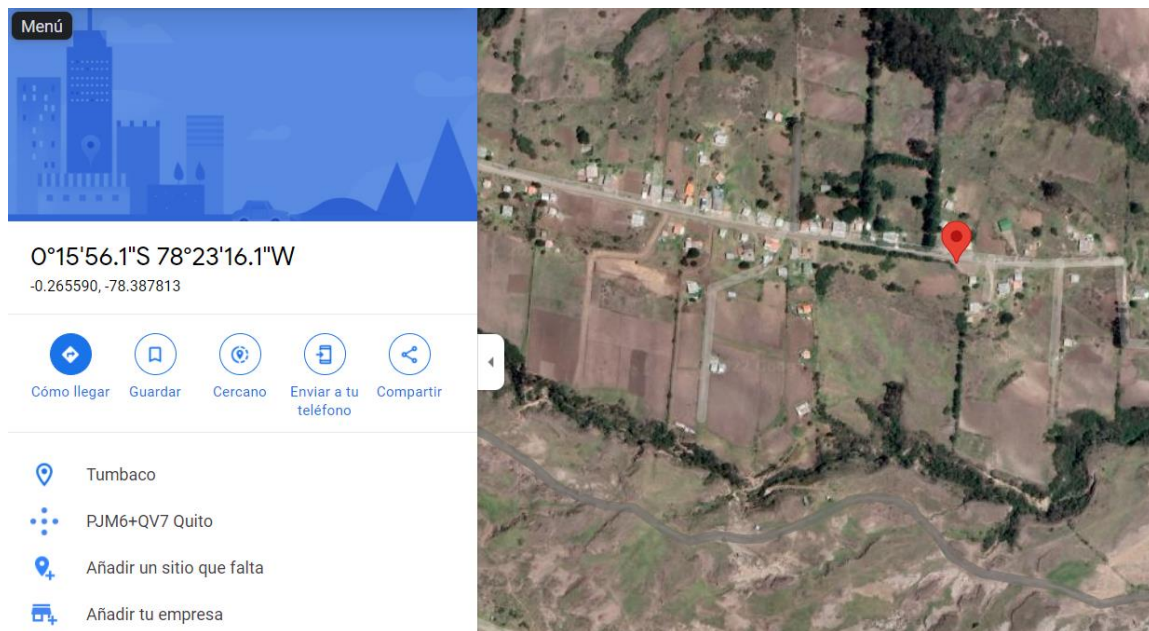 Menú
0°15'56.1"S 78°23'16.1"W
-0.265590, -78.387813
Cómo llegar
Guardar
Cercano
Enviar a tu
teléfono
Compartir
Tumbaco
PJM6+QV7 Quito
Añadir un sitio que falta
Añadir tu empresa